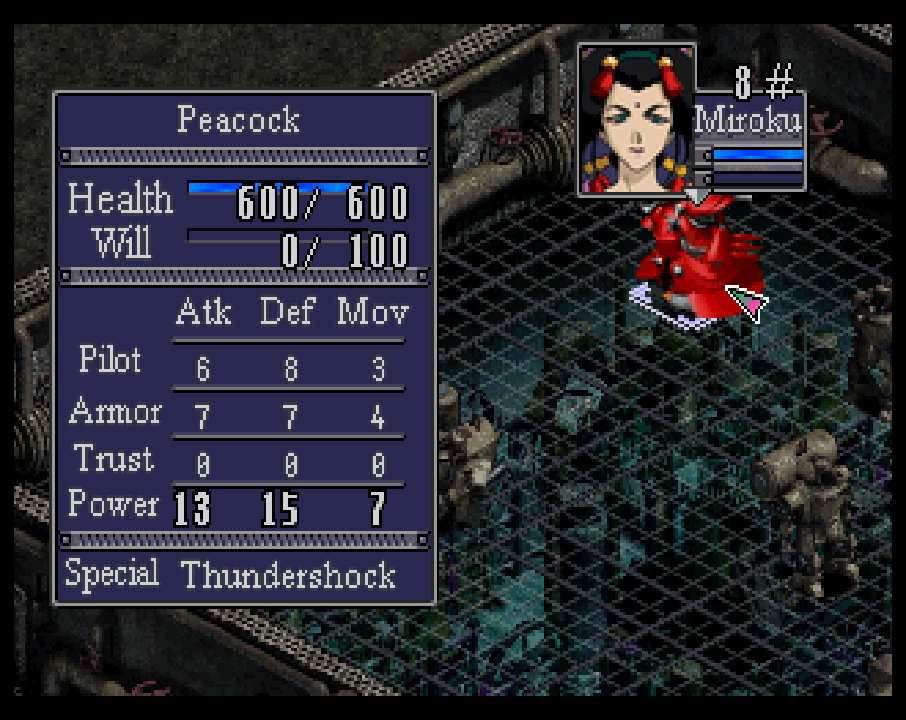 Peacock
Health 600/ 600
Will 0/ 100
Atk Def Mov
Pilot 6 8 3
Armor 7 7 4
Trust 0 0 0
Power 13 15 7
Special Thundershock
8 #
Miroku